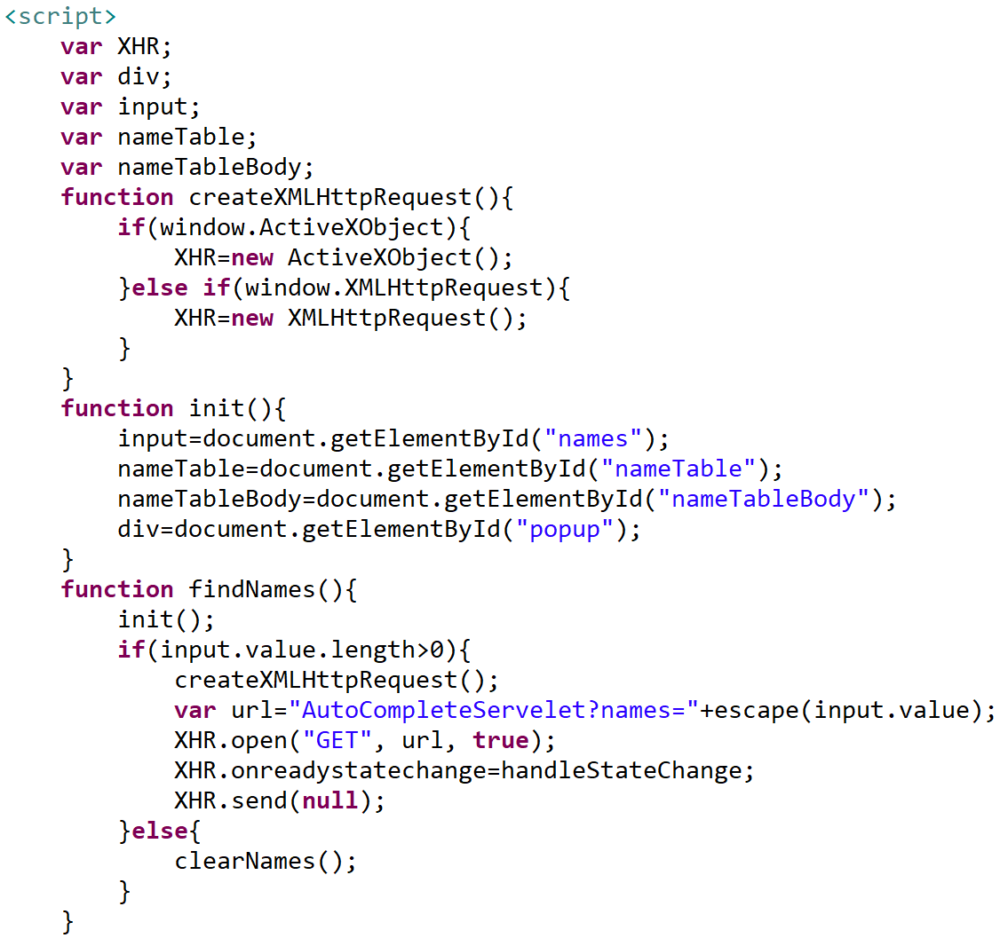 <script>
    var XHR;
    var div;
    var input;
    var nameTable;
    var nameTableBody;
    function createXMLHttpRequest(){
        if(window.ActiveXObject){
            XHR=new ActiveXObject();
        }else if(window.XMLHttpRequest){
            XHR=new XMLHttpRequest();
        }
    }
    function init(){
        input=document.getElementById("names");
        nameTable=document.getElementById("nameTable");
        nameTableBody=document.getElementById("nameTableBody");
        div=document.getElementById("popup");
    }
    function findNames(){
        init();
        if(input.value.length>0){
            createXMLHttpRequest();
            var url="AutoCompleteServelet?names="+escape(input.value);
            XHR.open("GET", url, true);
            XHR.onreadystatechange=handleStateChange;
            XHR.send(null);
        }else{
            clearNames();
        }
    }